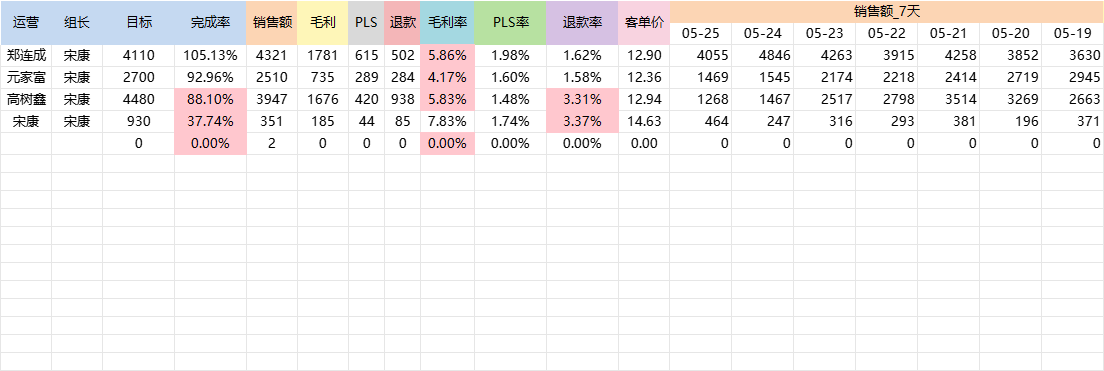 运营 组长 目标 完成率 销售额 毛利 PLS 退款 毛利率 PLS率 退款率 客单价 销售额_7天
05-25 05-24 05-23 05-22 05-21 05-20 05-19
郑连成 宋康 4110 105.13% 4321 1781 615 502 5.86% 1.98% 1.62% 12.90 4055 4846 4263 3915 4258 3852 3630
元家富 宋康 2700 92.96% 2510 735 289 284 4.17% 1.60% 1.58% 12.36 1469 1545 2174 2218 2414 2719 2945
高树鑫 宋康 4480 88.10% 3947 1676 420 938 5.83% 1.48% 3.31% 12.94 1268 1467 2517 2798 3514 3269 2663
宋康 宋康 930 37.74% 351 185 44 85 7.83% 1.74% 3.37% 14.63 464 247 316 293 381 196 371
0 0.00% 2 0 0 0 0.00% 0.00% 0.00% 0.00 0 0 0 0 0 0 0